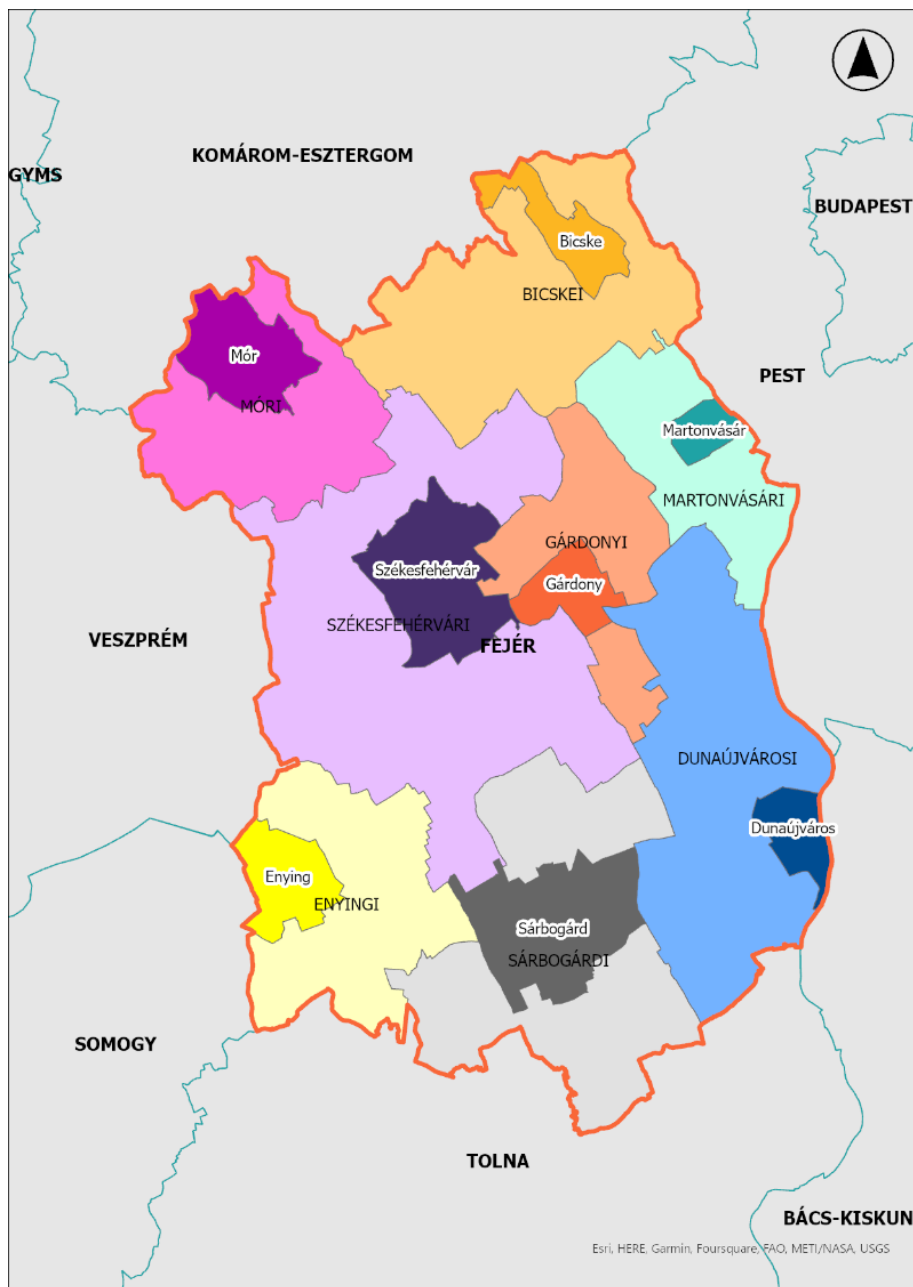 KOMÁROM-ESZTERGOM
GYMS
BUDAPEST
Bicske
BICSKEI
Mór
MÓRI
PEST
Martonvásár
MARTONVÁSÁRI
GÁRDONYI
Székesfehérvár
Gárdony
SZÉKESFEHÉRVÁRI
VESZPRÉM
FEJÉR
DUNAÚJVÁROSI
Dunaújváros
Enying
ENYINGI
Sárbogárd
SÁRBOGÁRDI
SOMOGY
TOLNA
BÁCS-KISKUN
Esri, HERE, Garmin, Foursquare, FAO, METI/NASA, USGS